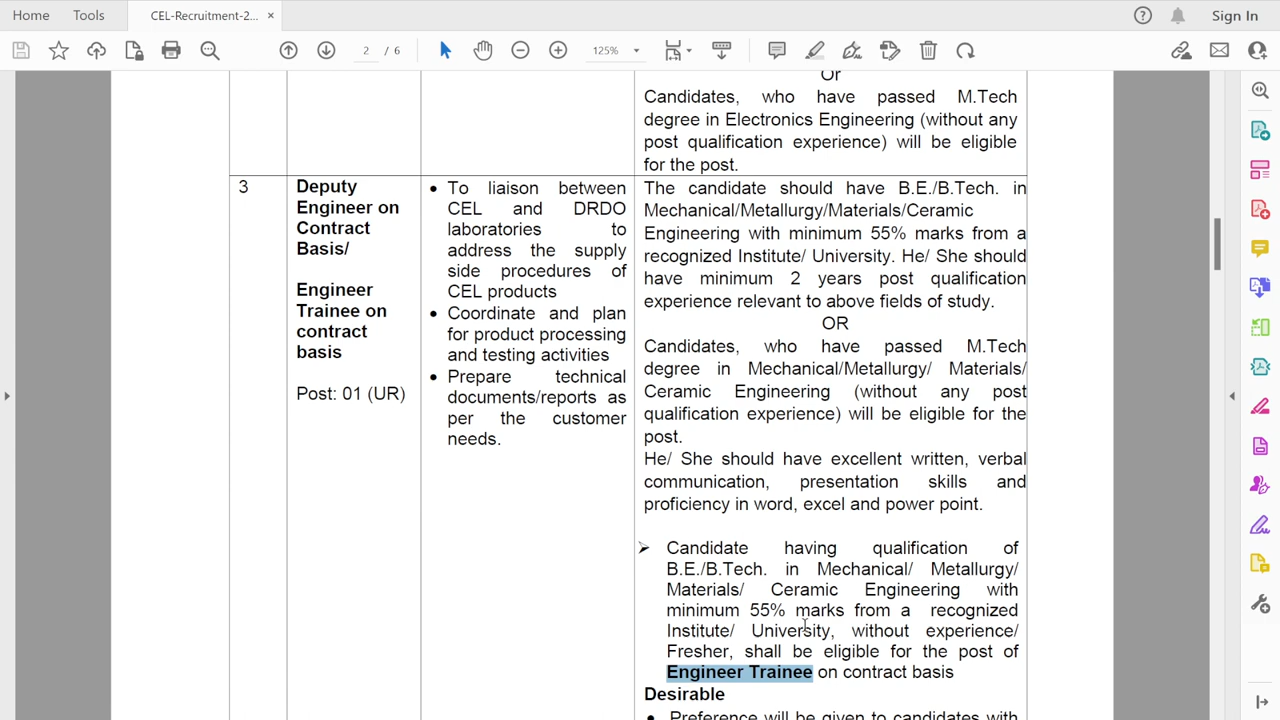 Home
Tools
CEL-Recruitment-2...
×
Sign In
2 / 6
125%
Or
Candidates, who have passed M.Tech
degree in Electronics Engineering (without any
post qualification experience) will be eligible
for the post.
3
Deputy
Engineer on
Contract
Basis/
Engineer
Trainee on
contract
basis
Post: 01 (UR)
• To liaison between
CEL and DRDO
laboratories to
address the supply
side procedures of
CEL products
• Coordinate and plan
for product processing
and testing activities
• Prepare technical
documents/reports as
per the customer
needs.
The candidate should have B.E./B.Tech. in
Mechanical/Metallurgy/Materials/Ceramic
Engineering with minimum 55% marks from a
recognized Institute/ University. He/ She should
have minimum 2 years post qualification
experience relevant to above fields of study.
OR
Candidates, who have passed M.Tech
degree in Mechanical/Metallurgy/ Materials/
Ceramic Engineering (without any post
qualification experience) will be eligible for the
post.
He/ She should have excellent written, verbal
communication, presentation skills and
proficiency in word, excel and power point.
➢ Candidate having qualification of
B.E./B.Tech. in Mechanical/ Metallurgy/
Materials/ Ceramic Engineering with
minimum 55% marks from a recognized
Institute/ University, without experience/
Fresher, shall be eligible for the post of
Engineer Trainee on contract basis
Desirable
• Preference will be given to candidates with